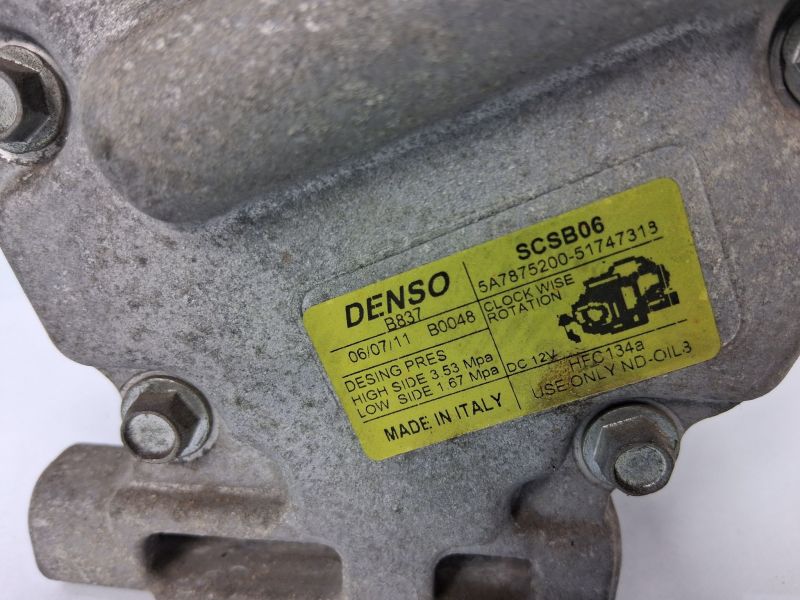 DENSO
SCSB06
5A7875200-51747318
B837
06/07/11 B0048
CLOCK WISE
ROTATION
DESING PRES
HIGH SIDE 3.53 Mpa
LOW SIDE 1.67 Mpa
DC 12V
HFC134a
USE ONLY ND-OIL8
MADE IN ITALY